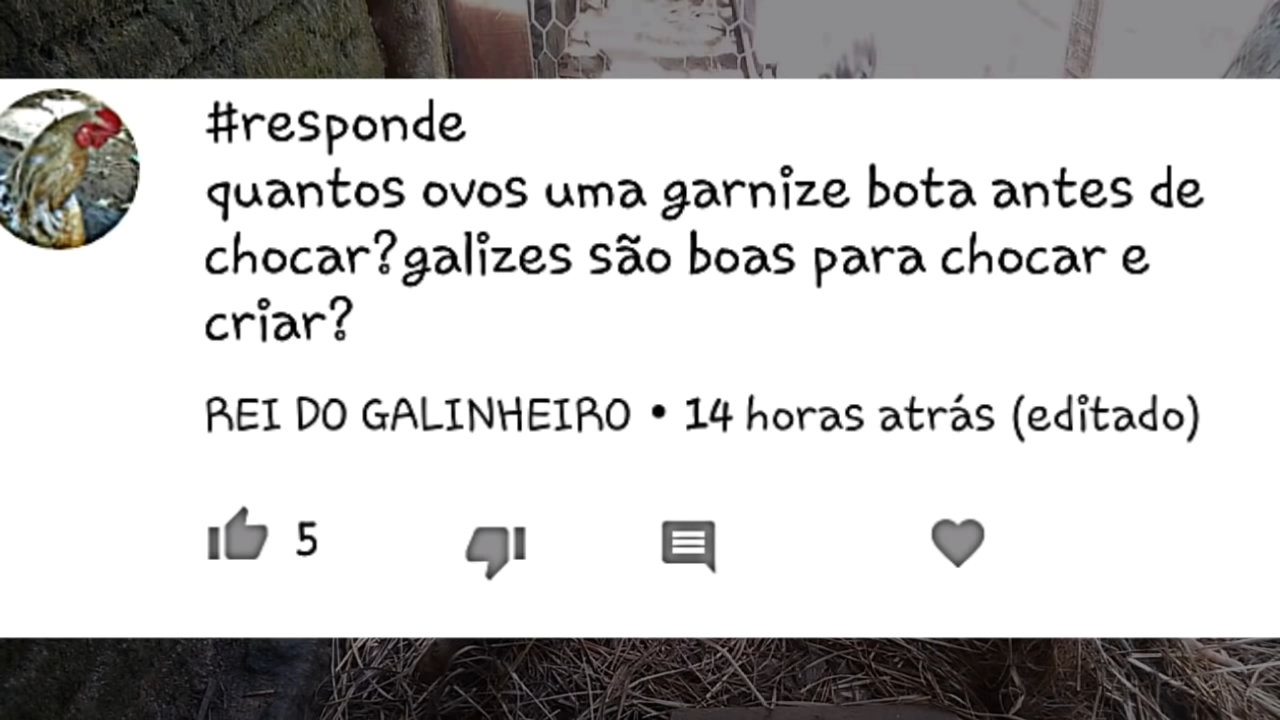 #responde
quantos ovos uma garnize bota antes de
chocar?galizes são boas para chocar e
criar?
REI DO GALINHEIRO • 14 horas atrás (editado)
5